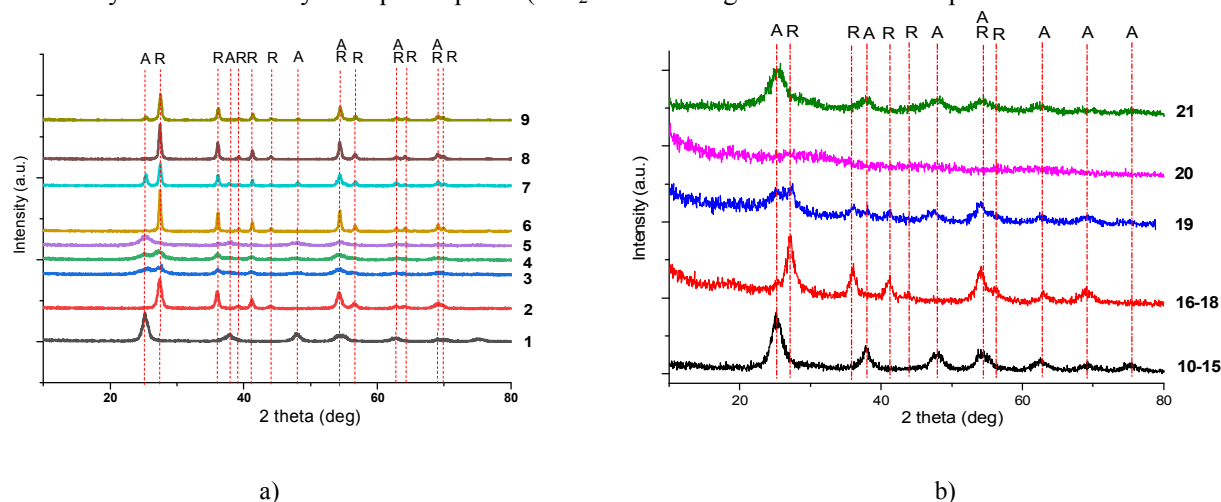 A R R A R R R A A R R A R R A R R
Intensity (a.u.)
9
8
7
6
5
4
3
2
1
20 40 60 80
2 theta (deg)
a)
A R R A R R A A R R A A A
Intensity (a.u.)
21
20
19
16-18
10-15
20 40 60 80
2 theta (deg)
b)